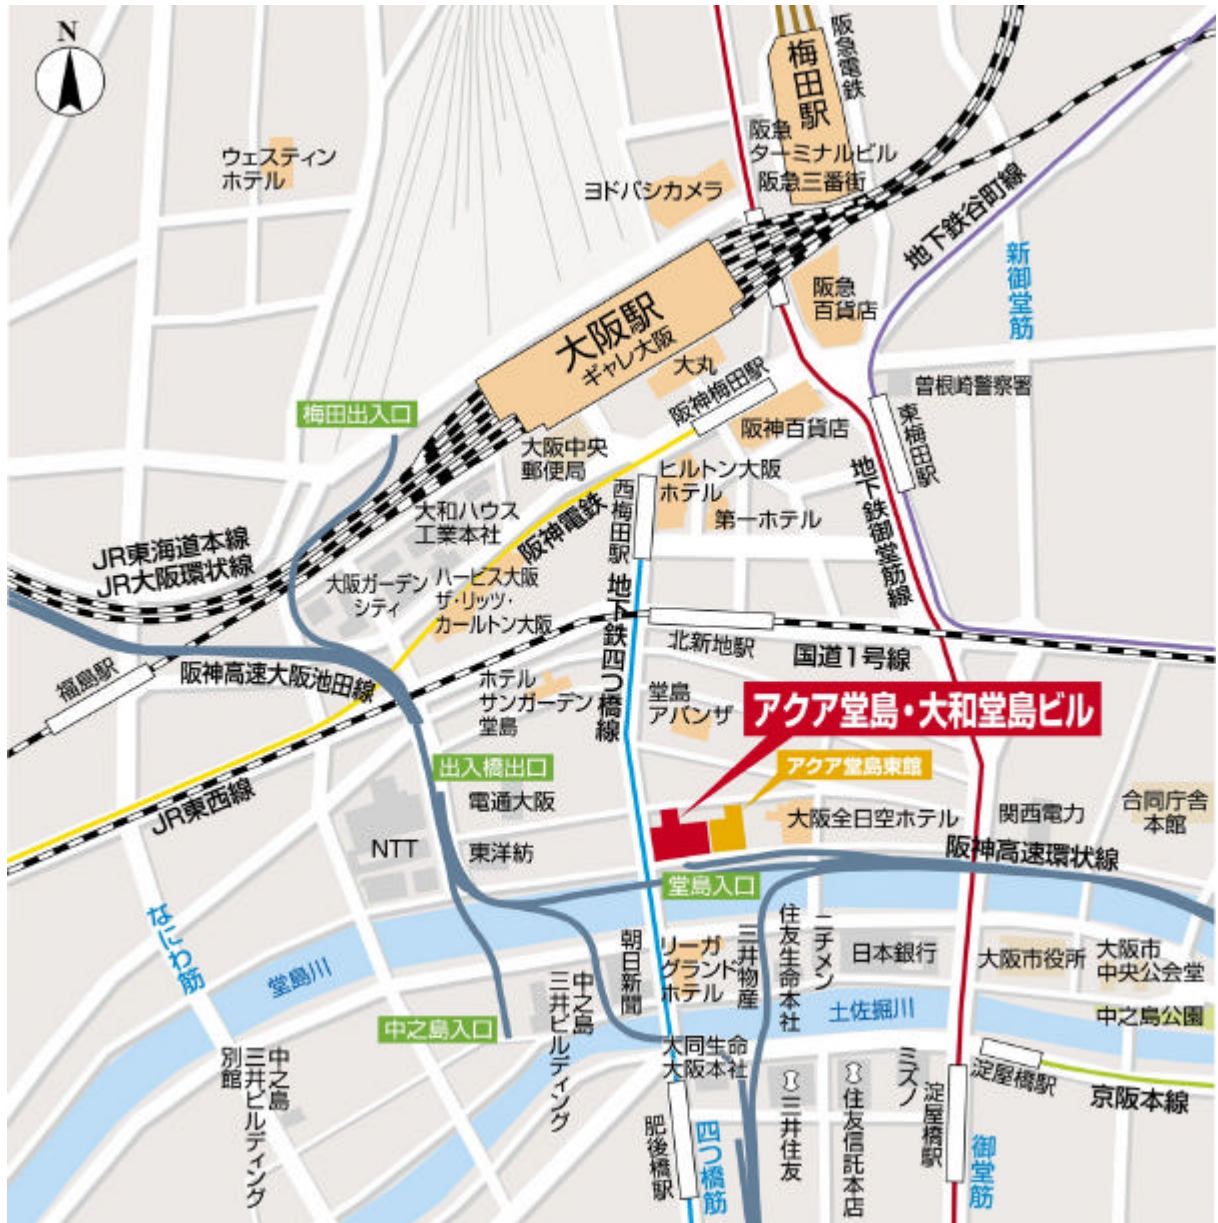 N
梅田駅
阪急電鉄
阪急
ターミナルビル
阪急三番街
ウェスティン
ホテル
ヨドバシカメラ
地下鉄谷町線
新御堂筋
阪急
百貨店
大阪駅
ギャレ大阪
大丸
阪神梅田駅
曽根崎警察署
梅田出入口
東梅田駅
阪神百貨店
大阪中央
郵便局
ヒルトン大阪
ホテル
西梅田駅
第一ホテル
地下鉄御堂筋線
大和ハウス
工業本社
阪神電鉄
JR東海道本線
JR大阪環状線
大阪ガーデン
シティ
ハービス大阪
ザ・リッツ・
カールトン大阪
地下鉄四つ橋線
北新地駅
国道1号線
福島駅
阪神高速大阪池田線
ホテル
サンガーデン
堂島
堂島
アバンザ
アクア堂島・大和堂島ビル
アクア堂島東館
出入橋出口
電通大阪
JR東西線
NTT
東洋紡
大阪全日空ホテル
関西電力
合同庁舎
本館
阪神高速環状線
堂島入口
なにわ筋
堂島川
朝日新聞
リーガ
グランド
ホテル
三井物産
住友生命本社
ニチメン
日本銀行
大阪市役所
大阪市
中央公会堂
中之島
三井ビルディング
土佐掘川
中之島公園
中之島入口
大同生命
大阪本社
中之島
三井ビルディング
別館
三井住友
住友信託本店
ミズノ
淀屋橋駅
淀屋橋駅
京阪本線
肥後橋駅
四つ橋筋
御堂筋